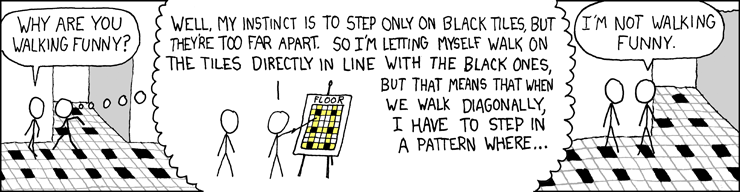 WHY ARE YOU
WALKING FUNNY?
WELL, MY INSTINCT IS TO STEP ONLY ON BLACK TILES, BUT
THEY'RE TOO FAR APART. SO I'M LETTING MYSELF WALK ON
THE TILES DIRECTLY IN LINE WITH THE BLACK ONES,
BUT THAT MEANS THAT WHEN
WE WALK DIAGONALLY,
I HAVE TO STEP IN
A PATTERN WHERE...
FLOOR
I'M NOT WALKING
FUNNY.